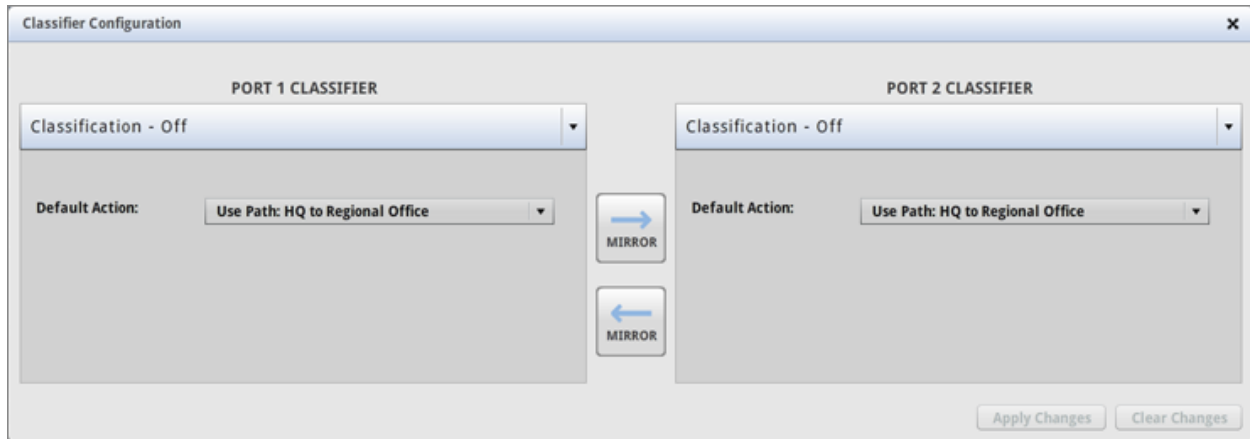 Classifier Configuration
PORT 1 CLASSIFIER
Classification - Off
Default Action:
Use Path: HQ to Regional Office
MIRROR
MIRROR
PORT 2 CLASSIFIER
Classification - Off
Default Action:
Use Path: HQ to Regional Office
Apply Changes
Clear Changes